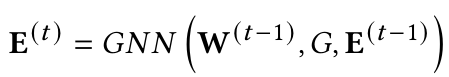 E^{(t)} = GNN(W^{(t-1)}, G, E^{(t-1)})